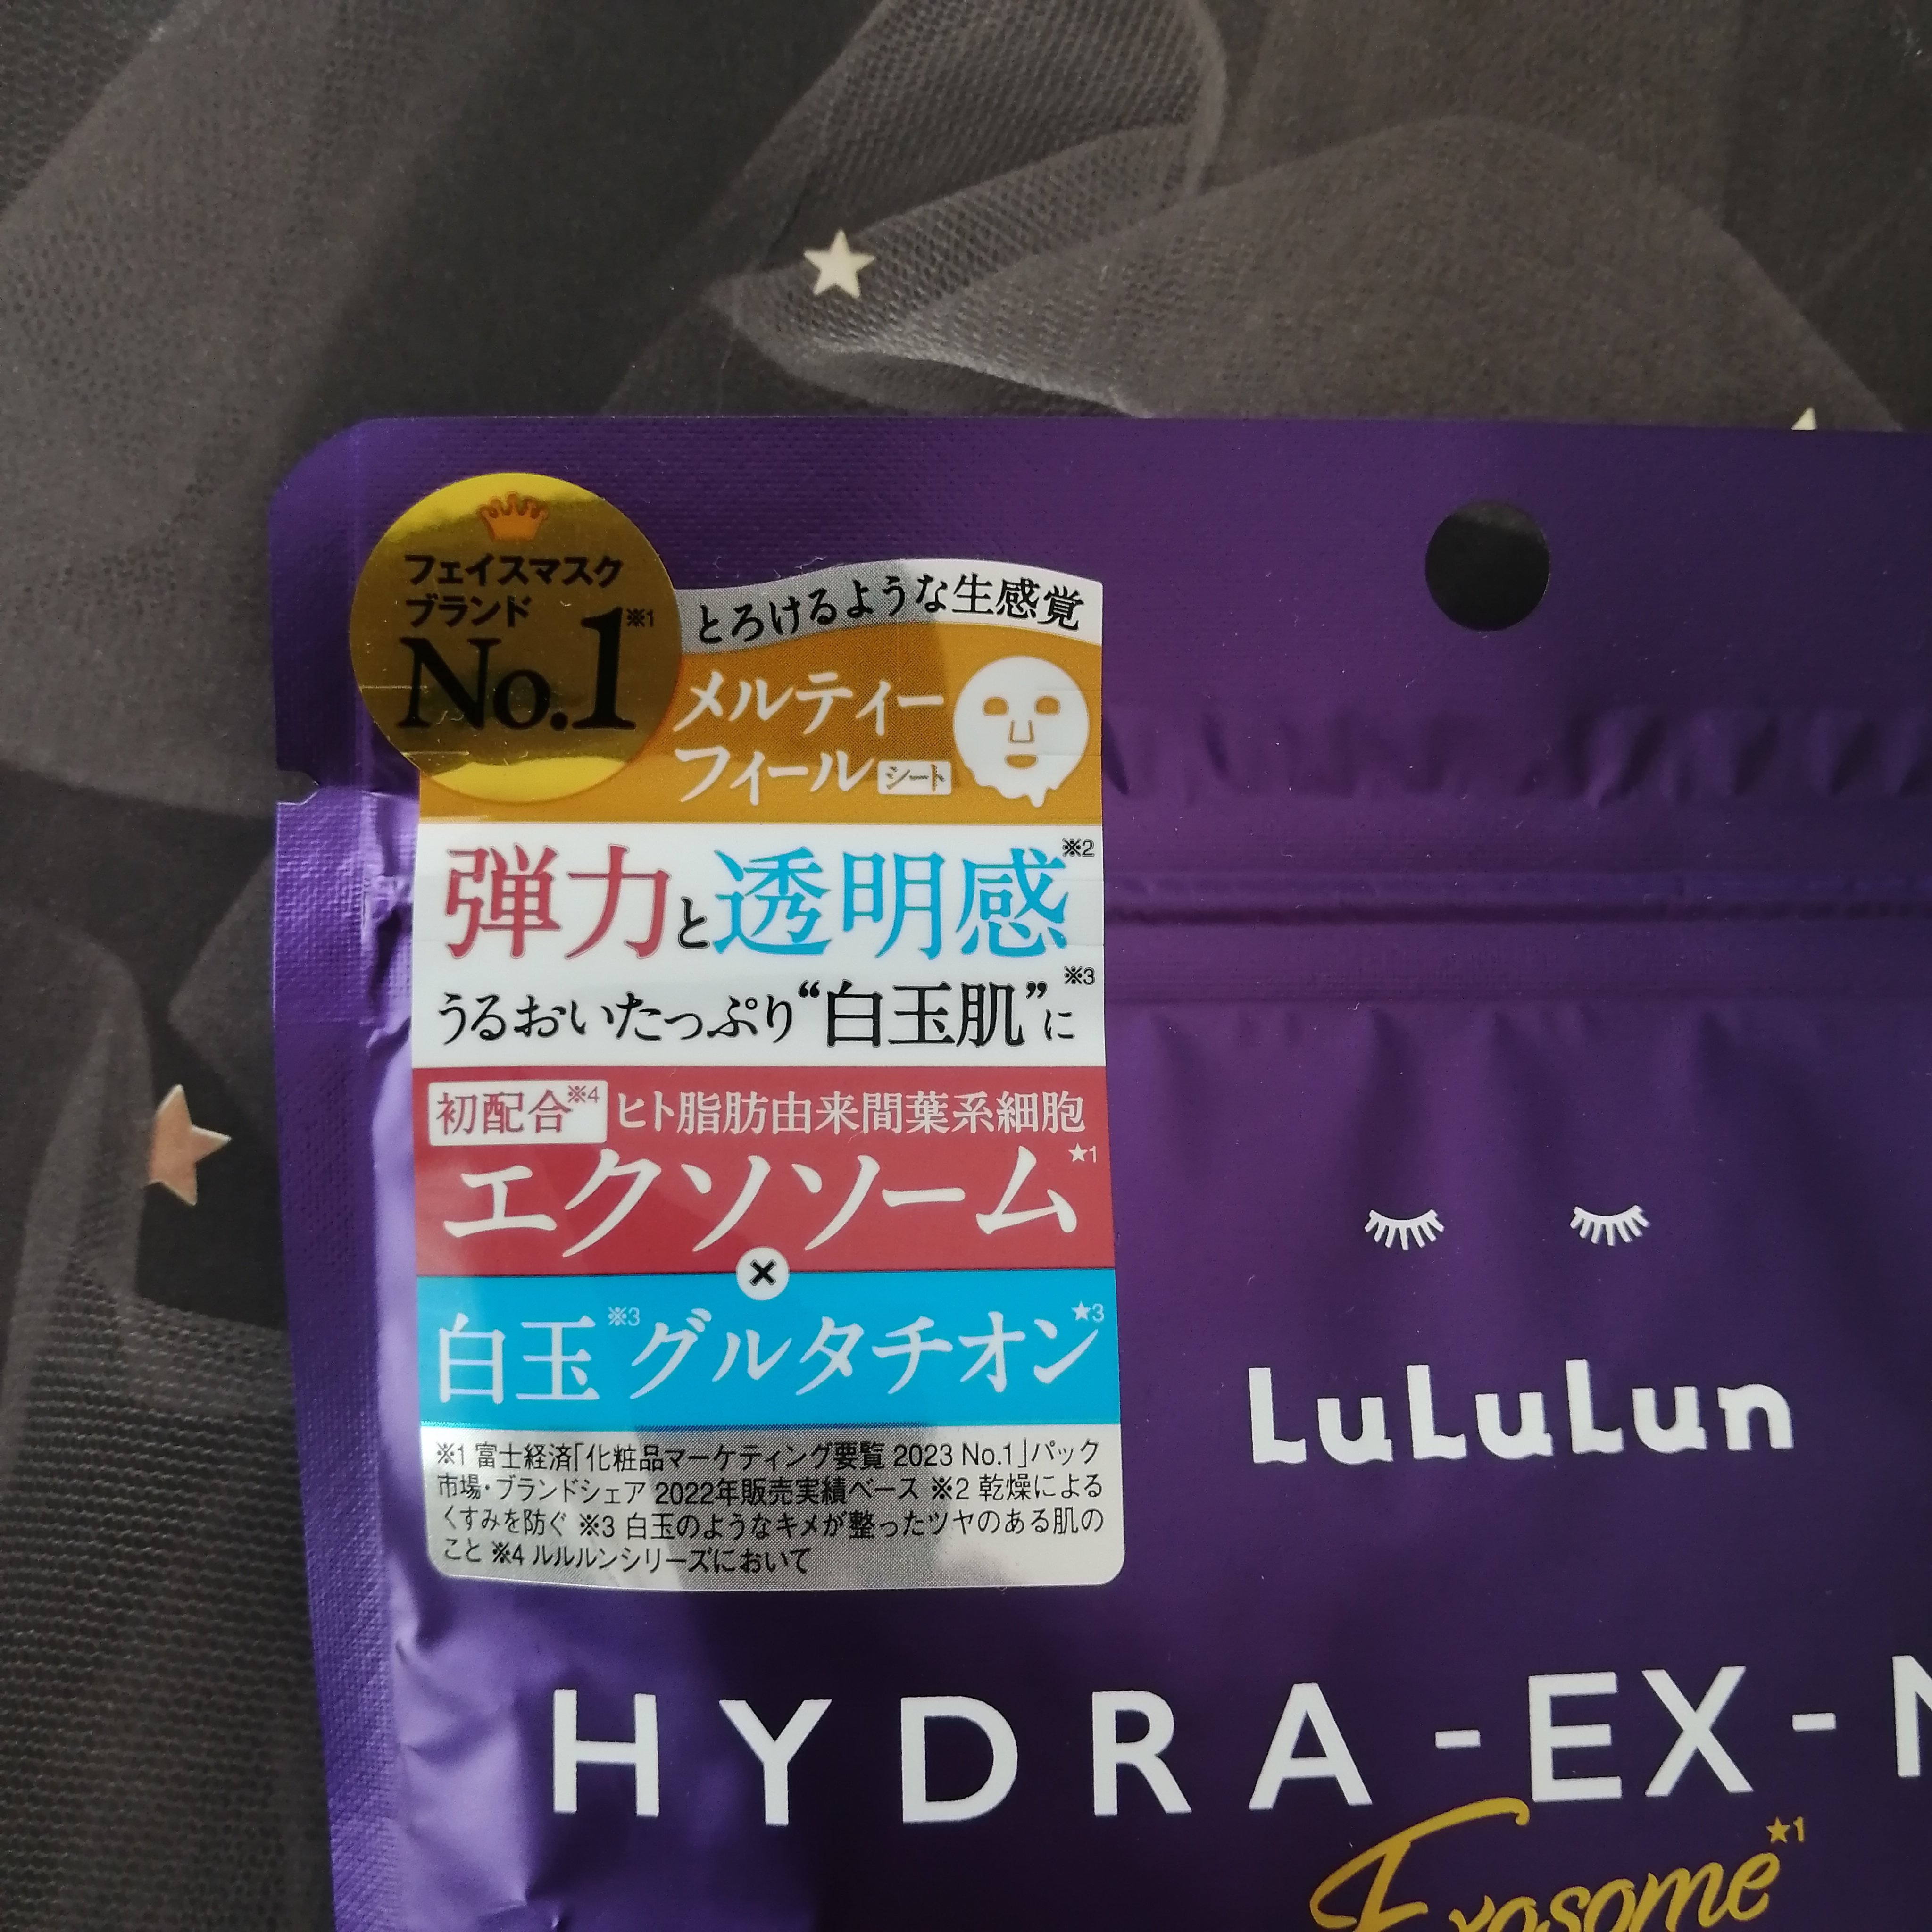 フェイスマスク
ブランド
No.1※1
とろけるような生感覚
メルティー
フィールシート
弾力と透明感※2
うるおいたっぷり“白玉肌”※3に
初配合※4 ヒト脂肪由来間葉系細胞
エクソソーム★1
×
白玉※3グルタチオン★3
※1 富士経済「化粧品マーケティング要覧 2023 No.1」パック
市場・ブランドシェア 2022年販売実績ベース ※2 乾燥による
くすみを防ぐ ※3 白玉のようなキメが整ったツヤのある肌の
こと ※4 ルルルンシリーズにおいて
LuLuLun
HYDRA-EX-
Exosome★1